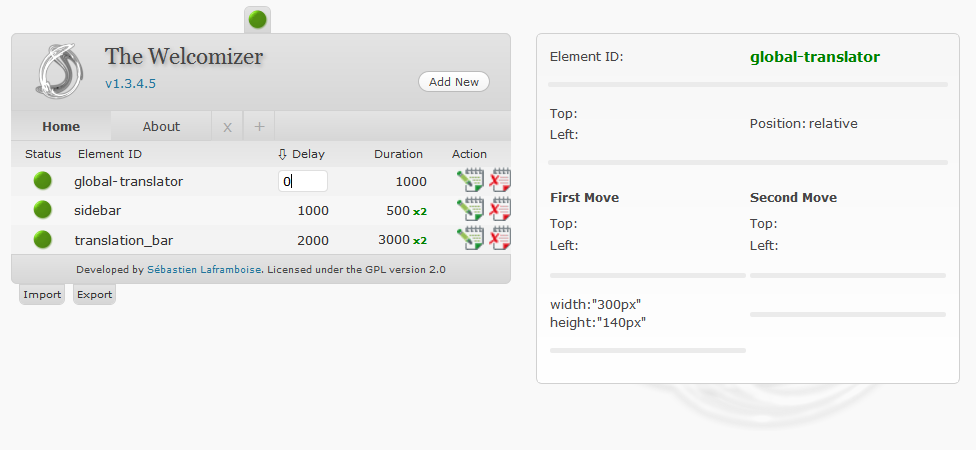 The Welcomizer
v1.3.4.5
Add New
Home About x +
Status Element ID ⇩ Delay Duration Action
global-translator 0 1000
sidebar 1000 500 x2
translation_bar 2000 3000 x2
Developed by Sébastien Laframboise. Licensed under the GPL version 2.0
Import Export
Element ID: global-translator
Top:
Left:
Position: relative
First Move Second Move
Top: Top:
Left: Left:
width:"300px"
height:"140px"